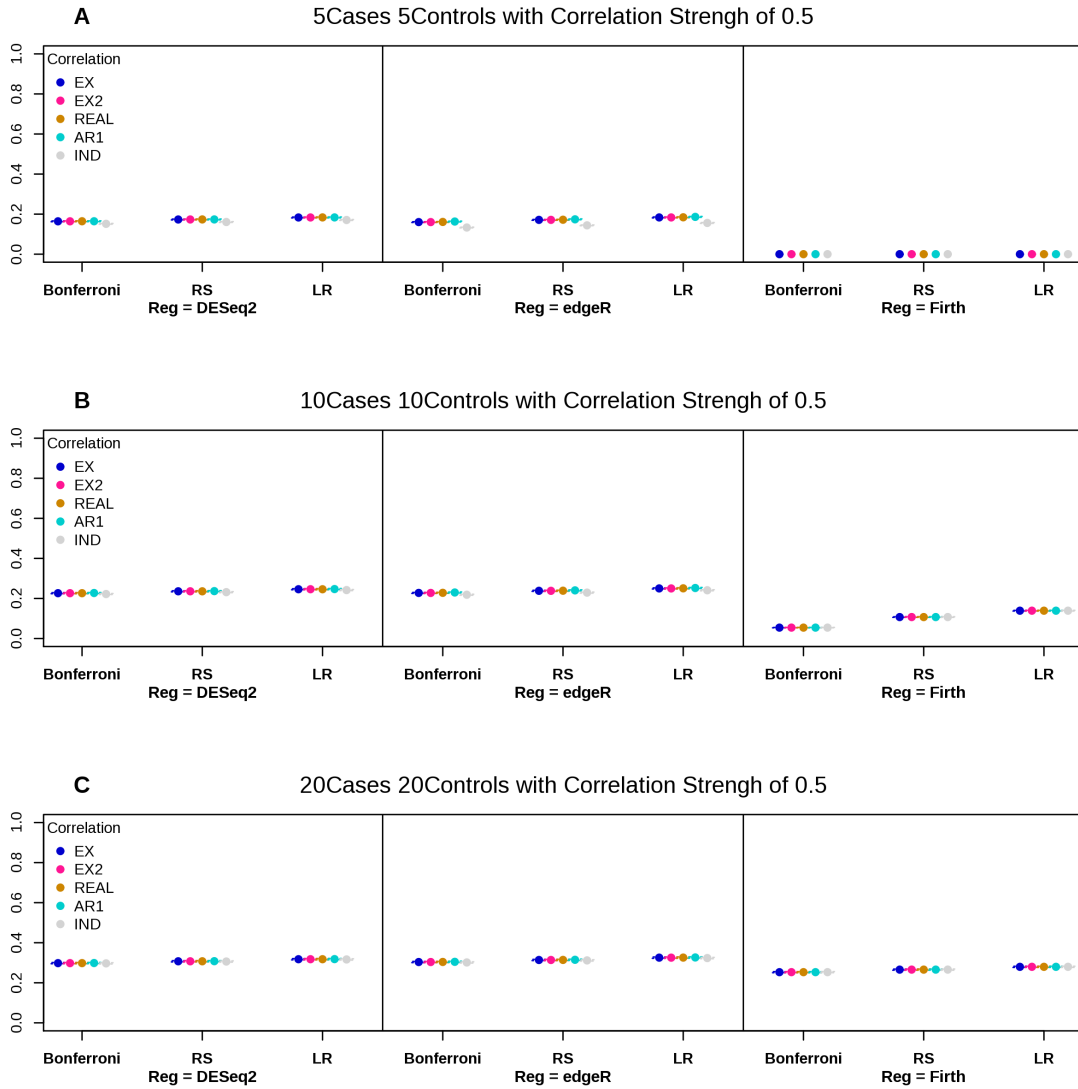 A 5Cases 5Controls with Correlation Strengh of 0.5
1.0
0.8
0.6
0.4
0.2
0.0
Correlation
EX
EX2
REAL
AR1
IND
Bonferroni RS LR Bonferroni RS LR Bonferroni RS LR
Reg = DESeq2 Reg = edgeR Reg = Firth
B 10Cases 10Controls with Correlation Strengh of 0.5
1.0
0.8
0.6
0.4
0.2
0.0
Correlation
EX
EX2
REAL
AR1
IND
Bonferroni RS LR Bonferroni RS LR Bonferroni RS LR
Reg = DESeq2 Reg = edgeR Reg = Firth
C 20Cases 20Controls with Correlation Strengh of 0.5
1.0
0.8
0.6
0.4
0.2
0.0
Correlation
EX
EX2
REAL
AR1
IND
Bonferroni RS LR Bonferroni RS LR Bonferroni RS LR
Reg = DESeq2 Reg = edgeR Reg = Firth